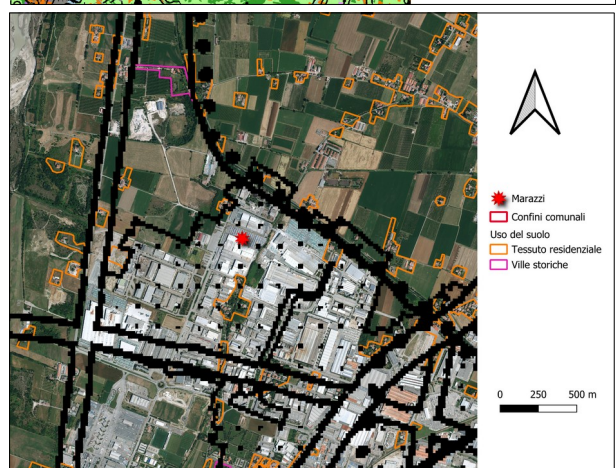 Marazzi
Confini comunali
Uso del suolo
Tessuto residenziale
Ville storiche
0 250 500 m